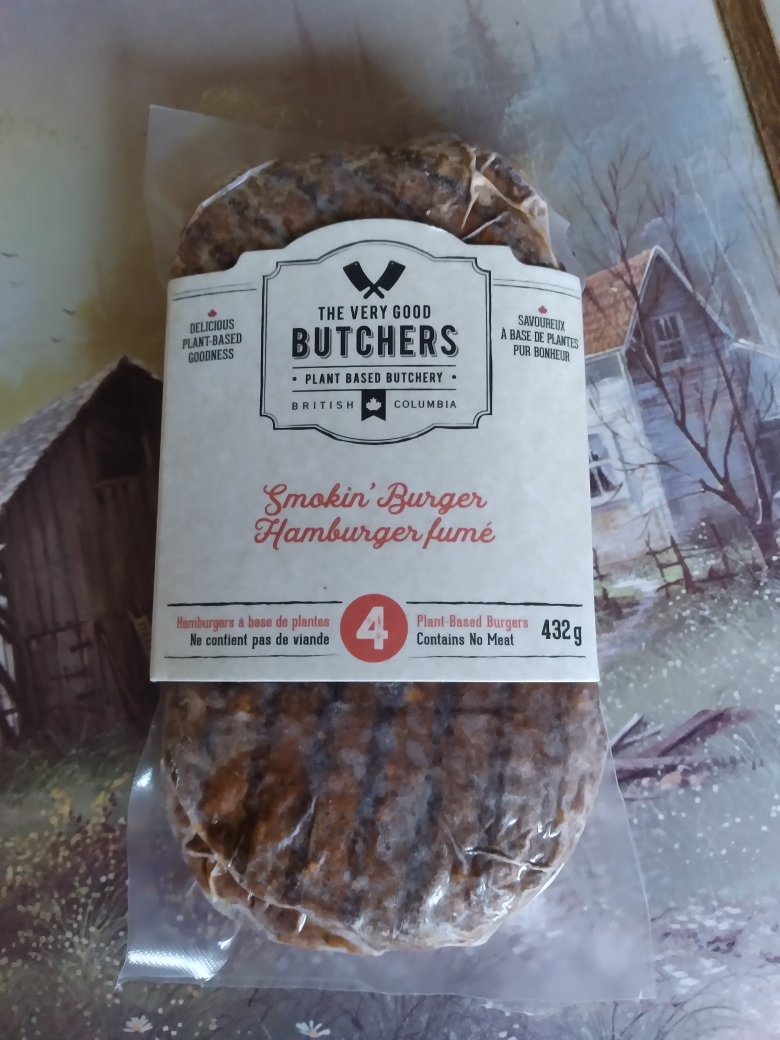 THE VERY GOOD
BUTCHERS
• PLANT BASED BUTCHERY •
BRITISH COLUMBIA
DELICIOUS
PLANT-BASED
GOODNESS
SAVOUREUX
À BASE DE PLANTES
PUR BONHEUR
Smokin' Burger
Hamburger fumé
Hamburgers à base de plantes
Ne contient pas de viande
4
Plant-Based Burgers
Contains No Meat
432g